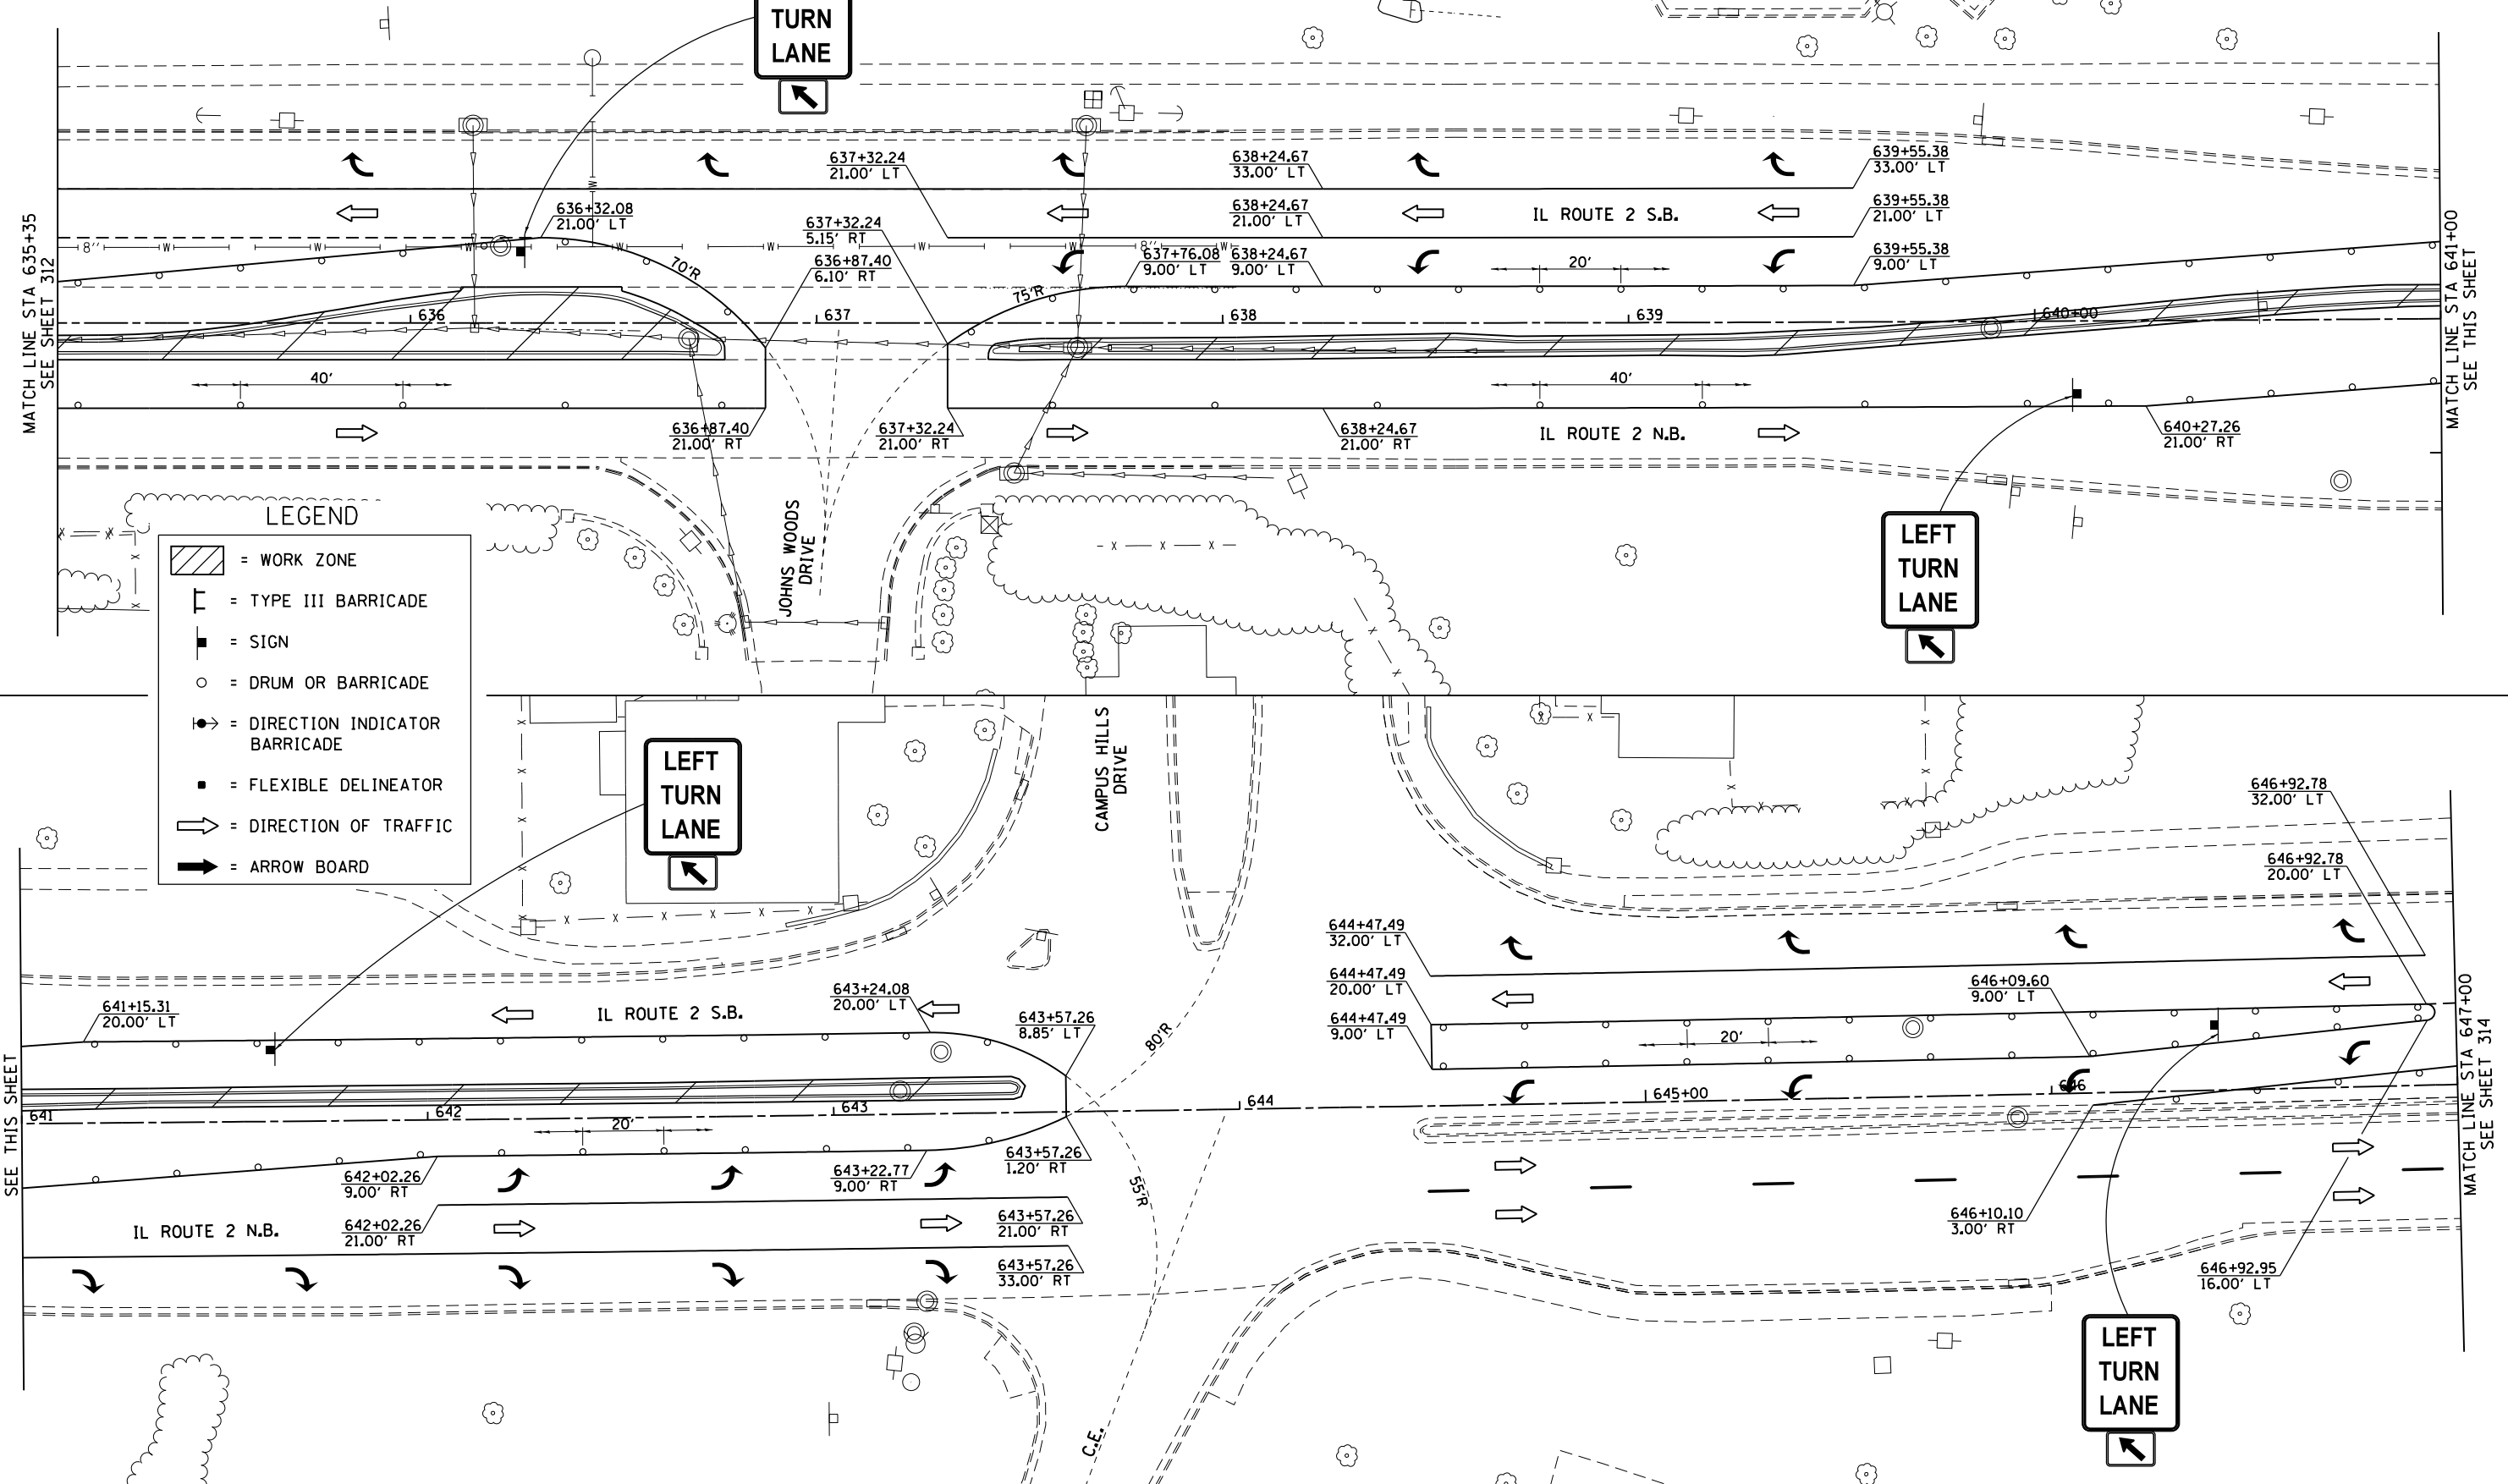 TURN
LANE
637+32.24
21.00' LT
638+24.67
33.00' LT
639+55.38
33.00' LT
636+32.08
21.00' LT
637+32.24
5.15' RT
638+24.67
21.00' LT
IL ROUTE 2 S.B.
639+55.38
21.00' LT
8'' W W W W W W W 8'' W
70'R
636+87.40
6.10' RT
75'R
637+76.08
9.00' LT
638+24.67
9.00' LT
20'
639+55.38
9.00' LT
MATCH LINE STA 635+35
SEE SHEET 312
636
637
638
639
640+00
MATCH LINE STA 641+00
SEE THIS SHEET
40'
40'
636+87.40
21.00' RT
637+32.24
21.00' RT
638+24.67
21.00' RT
IL ROUTE 2 N.B.
640+27.26
21.00' RT
JOHNS WOODS
DRIVE
LEFT
TURN
LANE
LEGEND
= WORK ZONE
= TYPE III BARRICADE
= SIGN
= DRUM OR BARRICADE
= DIRECTION INDICATOR
BARRICADE
= FLEXIBLE DELINEATOR
= DIRECTION OF TRAFFIC
= ARROW BOARD
LEFT
TURN
LANE
CAMPUS HILLS
DRIVE
646+92.78
32.00' LT
646+92.78
20.00' LT
644+47.49
32.00' LT
644+47.49
20.00' LT
644+47.49
9.00' LT
646+09.60
9.00' LT
641+15.31
20.00' LT
IL ROUTE 2 S.B.
643+24.08
20.00' LT
643+57.26
8.85' LT
80'R
20'
SEE THIS SHEET
641
642
643
644
645+00
646
MATCH LINE STA 647+00
SEE SHEET 314
20'
642+02.26
9.00' RT
643+22.77
9.00' RT
643+57.26
1.20' RT
55'R
IL ROUTE 2 N.B.
642+02.26
21.00' RT
643+57.26
21.00' RT
643+57.26
33.00' RT
646+10.10
3.00' RT
646+92.95
16.00' LT
C.E.
LEFT
TURN
LANE